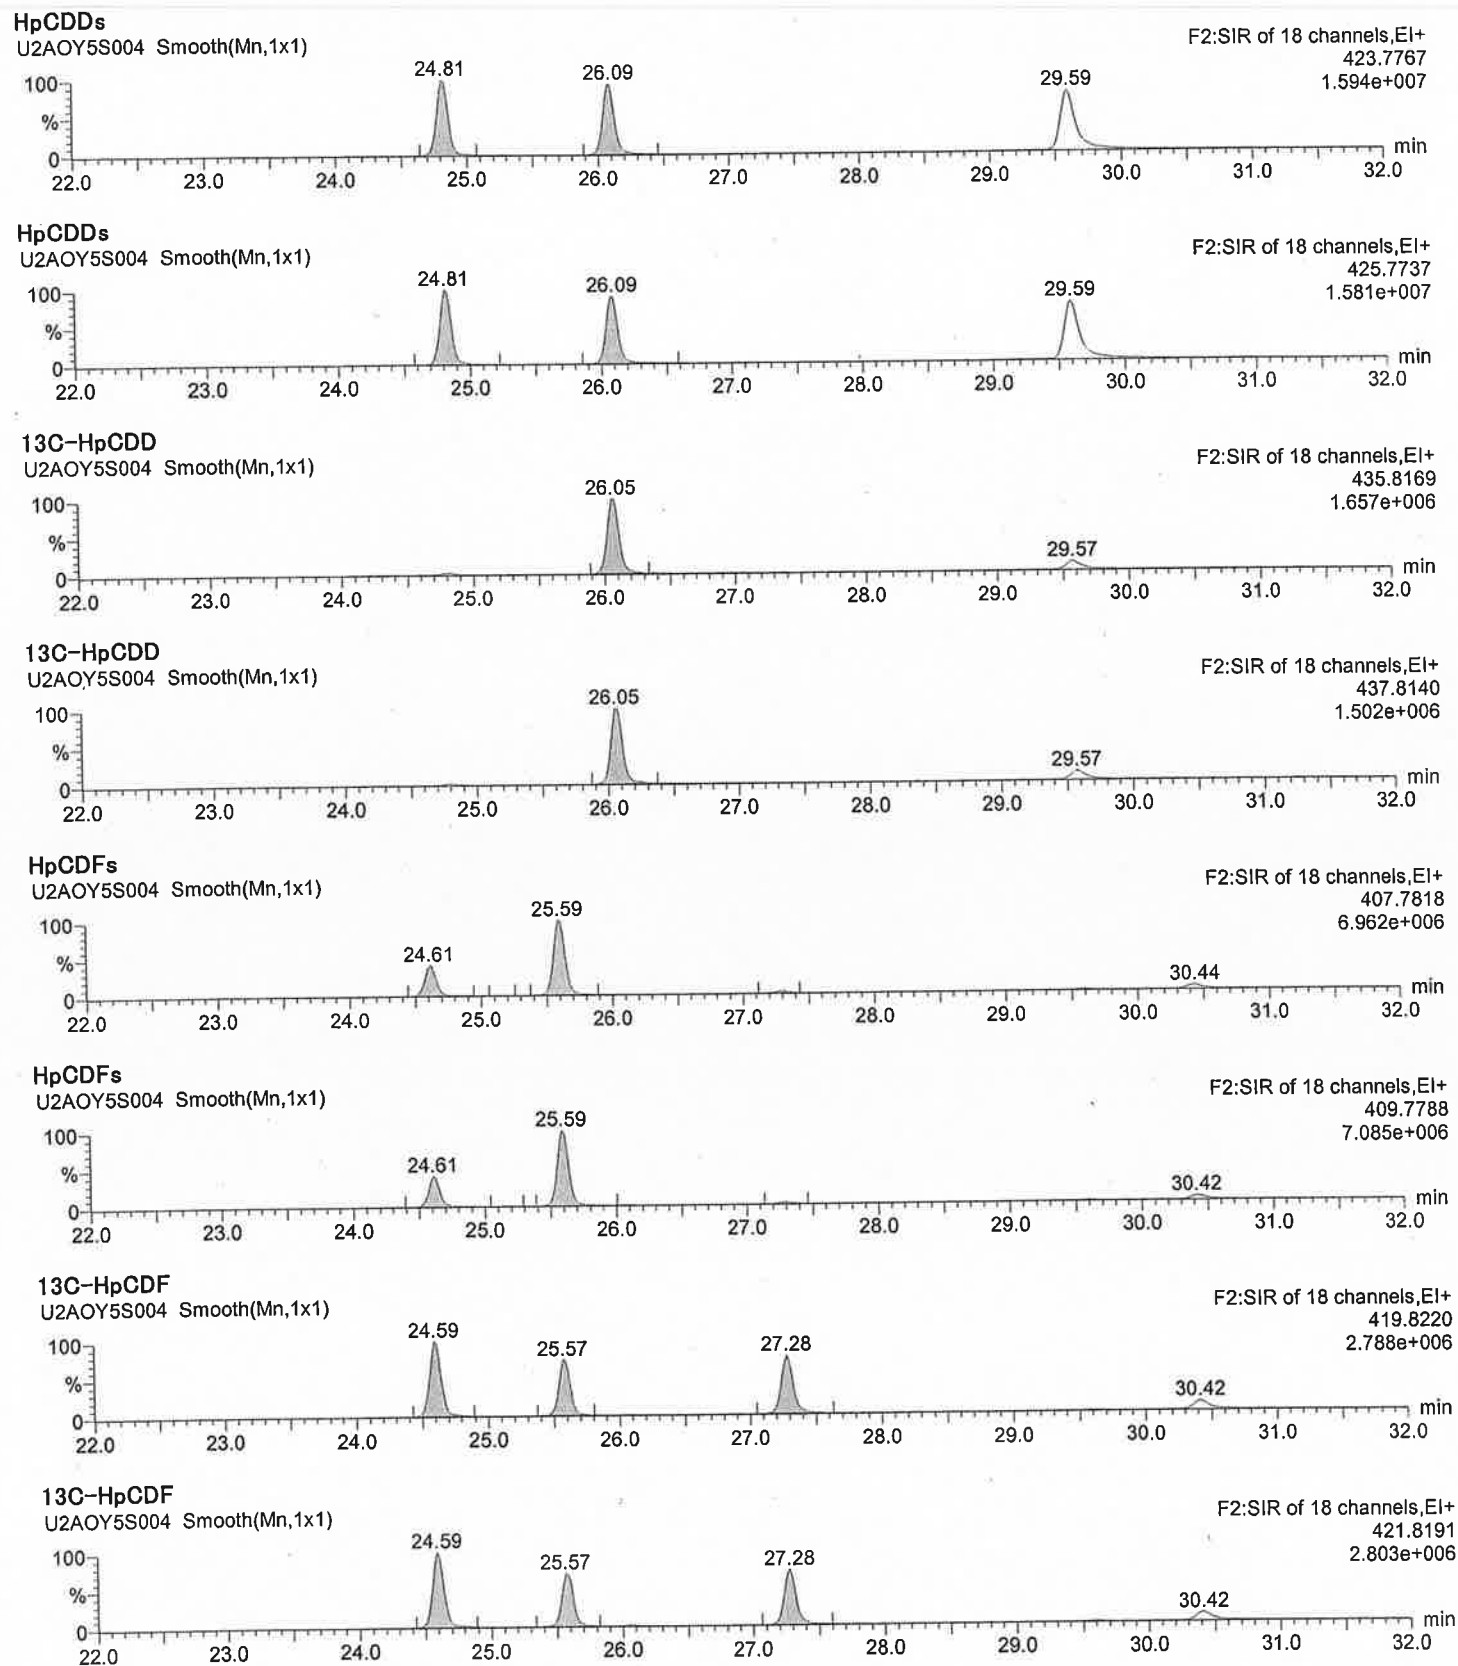 HpCDDs
U2AOY5S004 Smooth(Mn,1x1)
F2:SIR of 18 channels,EI+
423.7767
1.594e+007
24.81 26.09 29.59
100
%
0
22.0 23.0 24.0 25.0 26.0 27.0 28.0 29.0 30.0 31.0 32.0 min
HpCDDs
U2AOY5S004 Smooth(Mn,1x1)
F2:SIR of 18 channels,EI+
425.7737
1.581e+007
24.81 26.09 29.59
100
%
0
22.0 23.0 24.0 25.0 26.0 27.0 28.0 29.0 30.0 31.0 32.0 min
13C-HpCDD
U2AOY5S004 Smooth(Mn,1x1)
F2:SIR of 18 channels,EI+
435.8169
1.657e+006
26.05 29.57
100
%
0
22.0 23.0 24.0 25.0 26.0 27.0 28.0 29.0 30.0 31.0 32.0 min
13C-HpCDD
U2AOY5S004 Smooth(Mn,1x1)
F2:SIR of 18 channels,EI+
437.8140
1.502e+006
26.05 29.57
100
%
0
22.0 23.0 24.0 25.0 26.0 27.0 28.0 29.0 30.0 31.0 32.0 min
HpCDFs
U2AOY5S004 Smooth(Mn,1x1)
F2:SIR of 18 channels,EI+
407.7818
6.962e+006
24.61 25.59 30.44
100
%
0
22.0 23.0 24.0 25.0 26.0 27.0 28.0 29.0 30.0 31.0 32.0 min
HpCDFs
U2AOY5S004 Smooth(Mn,1x1)
F2:SIR of 18 channels,EI+
409.7788
7.085e+006
24.61 25.59 30.42
100
%
0
22.0 23.0 24.0 25.0 26.0 27.0 28.0 29.0 30.0 31.0 32.0 min
13C-HpCDF
U2AOY5S004 Smooth(Mn,1x1)
F2:SIR of 18 channels,EI+
419.8220
2.788e+006
24.59 25.57 27.28 30.42
100
%
0
22.0 23.0 24.0 25.0 26.0 27.0 28.0 29.0 30.0 31.0 32.0 min
13C-HpCDF
U2AOY5S004 Smooth(Mn,1x1)
F2:SIR of 18 channels,EI+
421.8191
2.803e+006
24.59 25.57 27.28 30.42
100
%
0
22.0 23.0 24.0 25.0 26.0 27.0 28.0 29.0 30.0 31.0 32.0 min